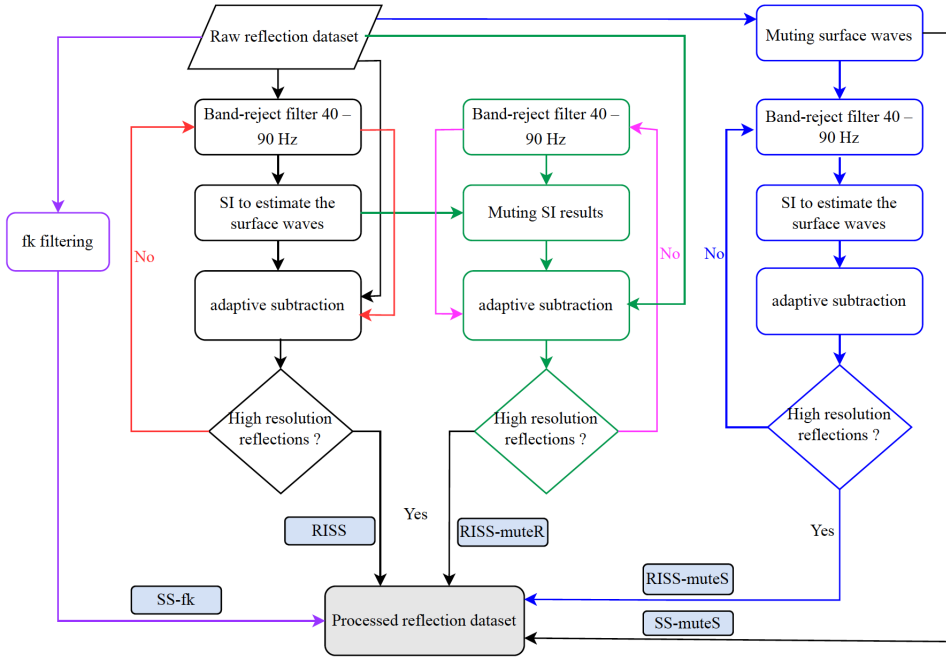 Raw reflection dataset
Muting surface waves
Band-reject filter 40 –
90 Hz
Band-reject filter 40 –
90 Hz
Band-reject filter 40 –
90 Hz
SI to estimate the
surface waves
Muting SI results
SI to estimate the
surface waves
fk filtering
No
No
No
adaptive subtraction
adaptive subtraction
adaptive subtraction
High resolution
reflections ?
High resolution
reflections ?
High resolution
reflections ?
RISS
Yes
RISS-muteR
Yes
RISS-muteS
SS-fk
SS-muteS
Processed reflection dataset